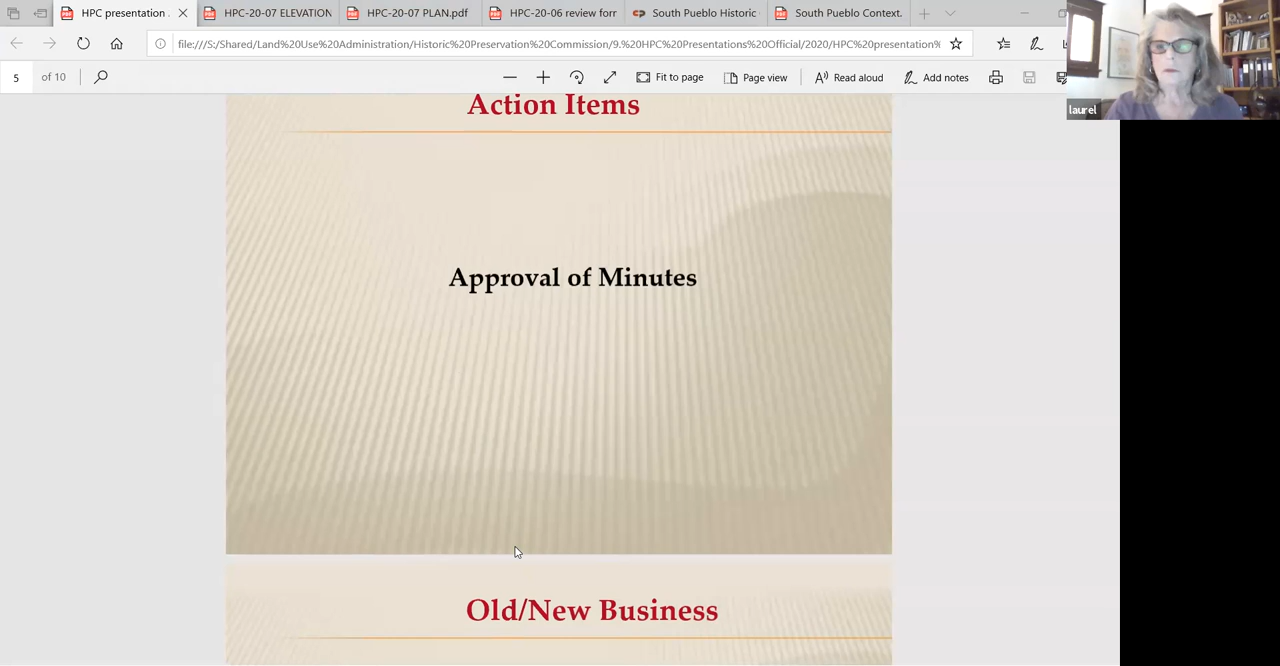 HPC presentation
HPC-20-07 ELEVATION
HPC-20-07 PLAN.pdf
HPC-20-06 review forr
South Pueblo Historic
South Pueblo Context.
file:///S:/Shared/Land%20Use%20Administration/Historic%20Preservation%20Commission/9.%20HPC%20Presentations%20Official/2020/HPC%20presentation%
5 of 10
Fit to page
Page view
Read aloud
Add notes
laurel
Action Items
Approval of Minutes
Old/New Business